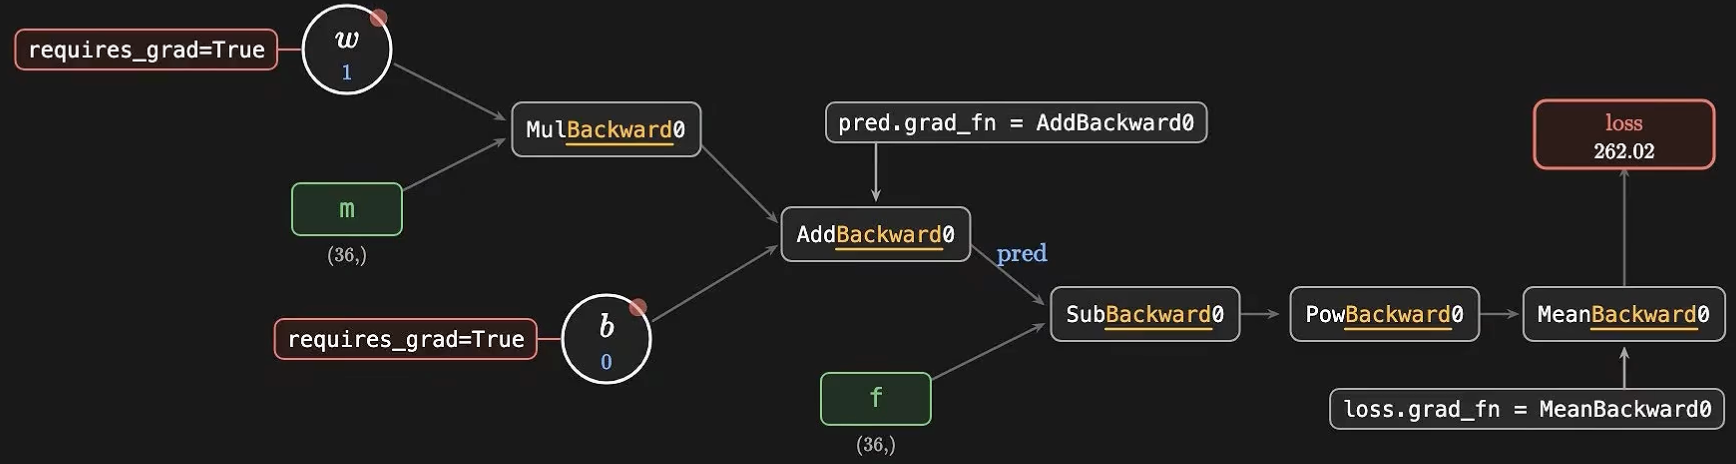 requires_grad=True
w
1
MulBackward0
pred.grad_fn = AddBackward0
loss
262.02
m
(36,)
AddBackward0
pred
requires_grad=True
b
0
SubBackward0
PowBackward0
MeanBackward0
f
(36,)
loss.grad_fn = MeanBackward0